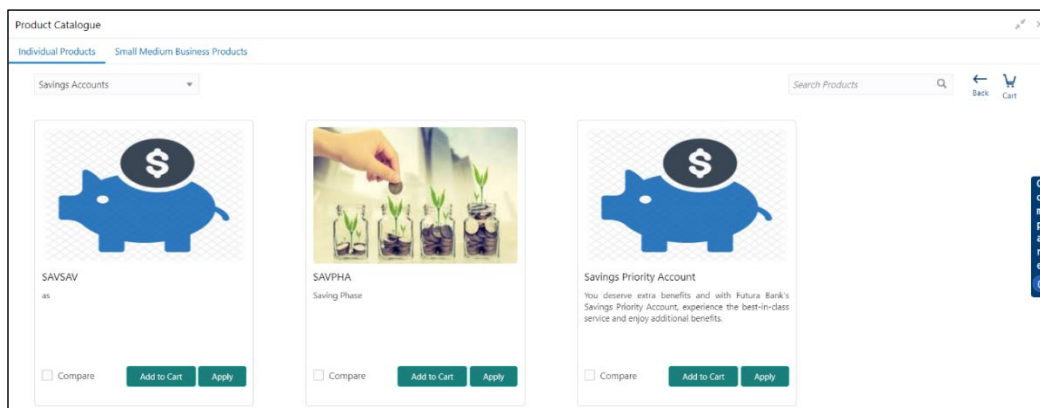 Product Catalogue
Individual Products Small Medium Business Products
Savings Accounts
Search Products
Back
Cart
$
SAVSAV
as
Compare
Add to Cart
Apply
SAVPHA
Saving Phase
Compare
Add to Cart
Apply
$
Savings Priority Account
You deserve extra benefits and with Futura Bank's
Savings Priority Account, experience the best-in-class
service and enjoy additional benefits.
Compare
Add to Cart
Apply